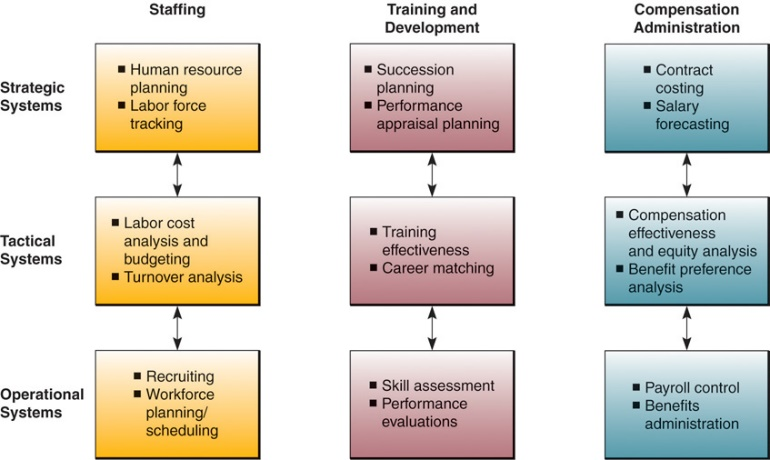 Staffing
Training and
Development
Compensation
Administration
Strategic
Systems
■ Human resource
planning
■ Labor force
tracking
■ Succession
planning
■ Performance
appraisal planning
■ Contract
costing
■ Salary
forecasting
Tactical
Systems
■ Labor cost
analysis and
budgeting
■ Turnover analysis
■ Training
effectiveness
■ Career matching
■ Compensation
effectiveness
and equity analysis
■ Benefit preference
analysis
Operational
Systems
■ Recruiting
■ Workforce
planning/
scheduling
■ Skill assessment
■ Performance
evaluations
■ Payroll control
■ Benefits
administration